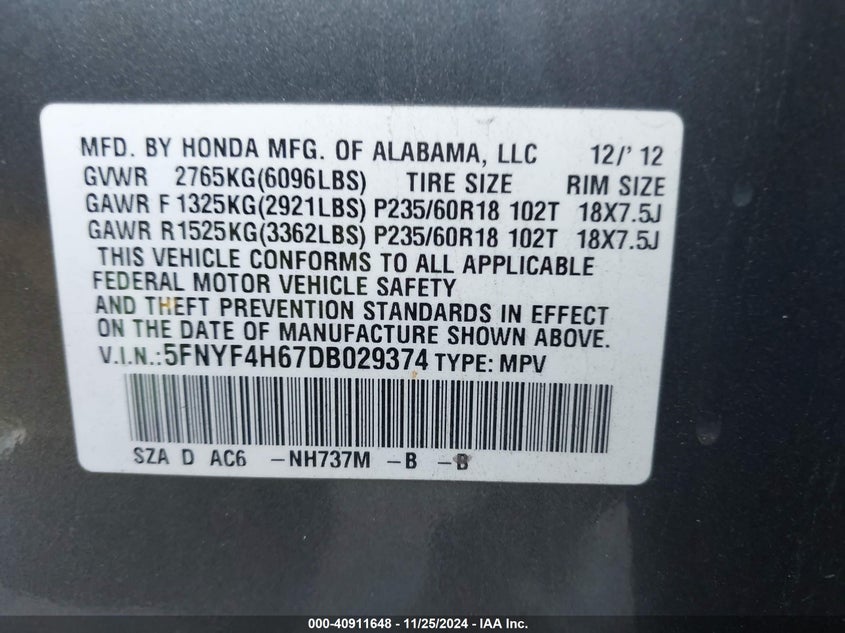 MFD. BY HONDA MFG. OF ALABAMA, LLC 12/'12
GVWR 2765KG(6096LBS) TIRE SIZE RIM SIZE
GAWR F 1325KG(2921LBS) P235/60R18 102T 18X7.5J
GAWR R 1525KG(3362LBS) P235/60R18 102T 18X7.5J
THIS VEHICLE CONFORMS TO ALL APPLICABLE
FEDERAL MOTOR VEHICLE SAFETY
AND THEFT PREVENTION STANDARDS IN EFFECT
ON THE DATE OF MANUFACTURE SHOWN ABOVE.
V.I.N.:5FNYF4H67DB029374 TYPE: MPV
SZA D AC6 -NH737M -B -B
000-40911648 - 11/25/2024 - IAA Inc.